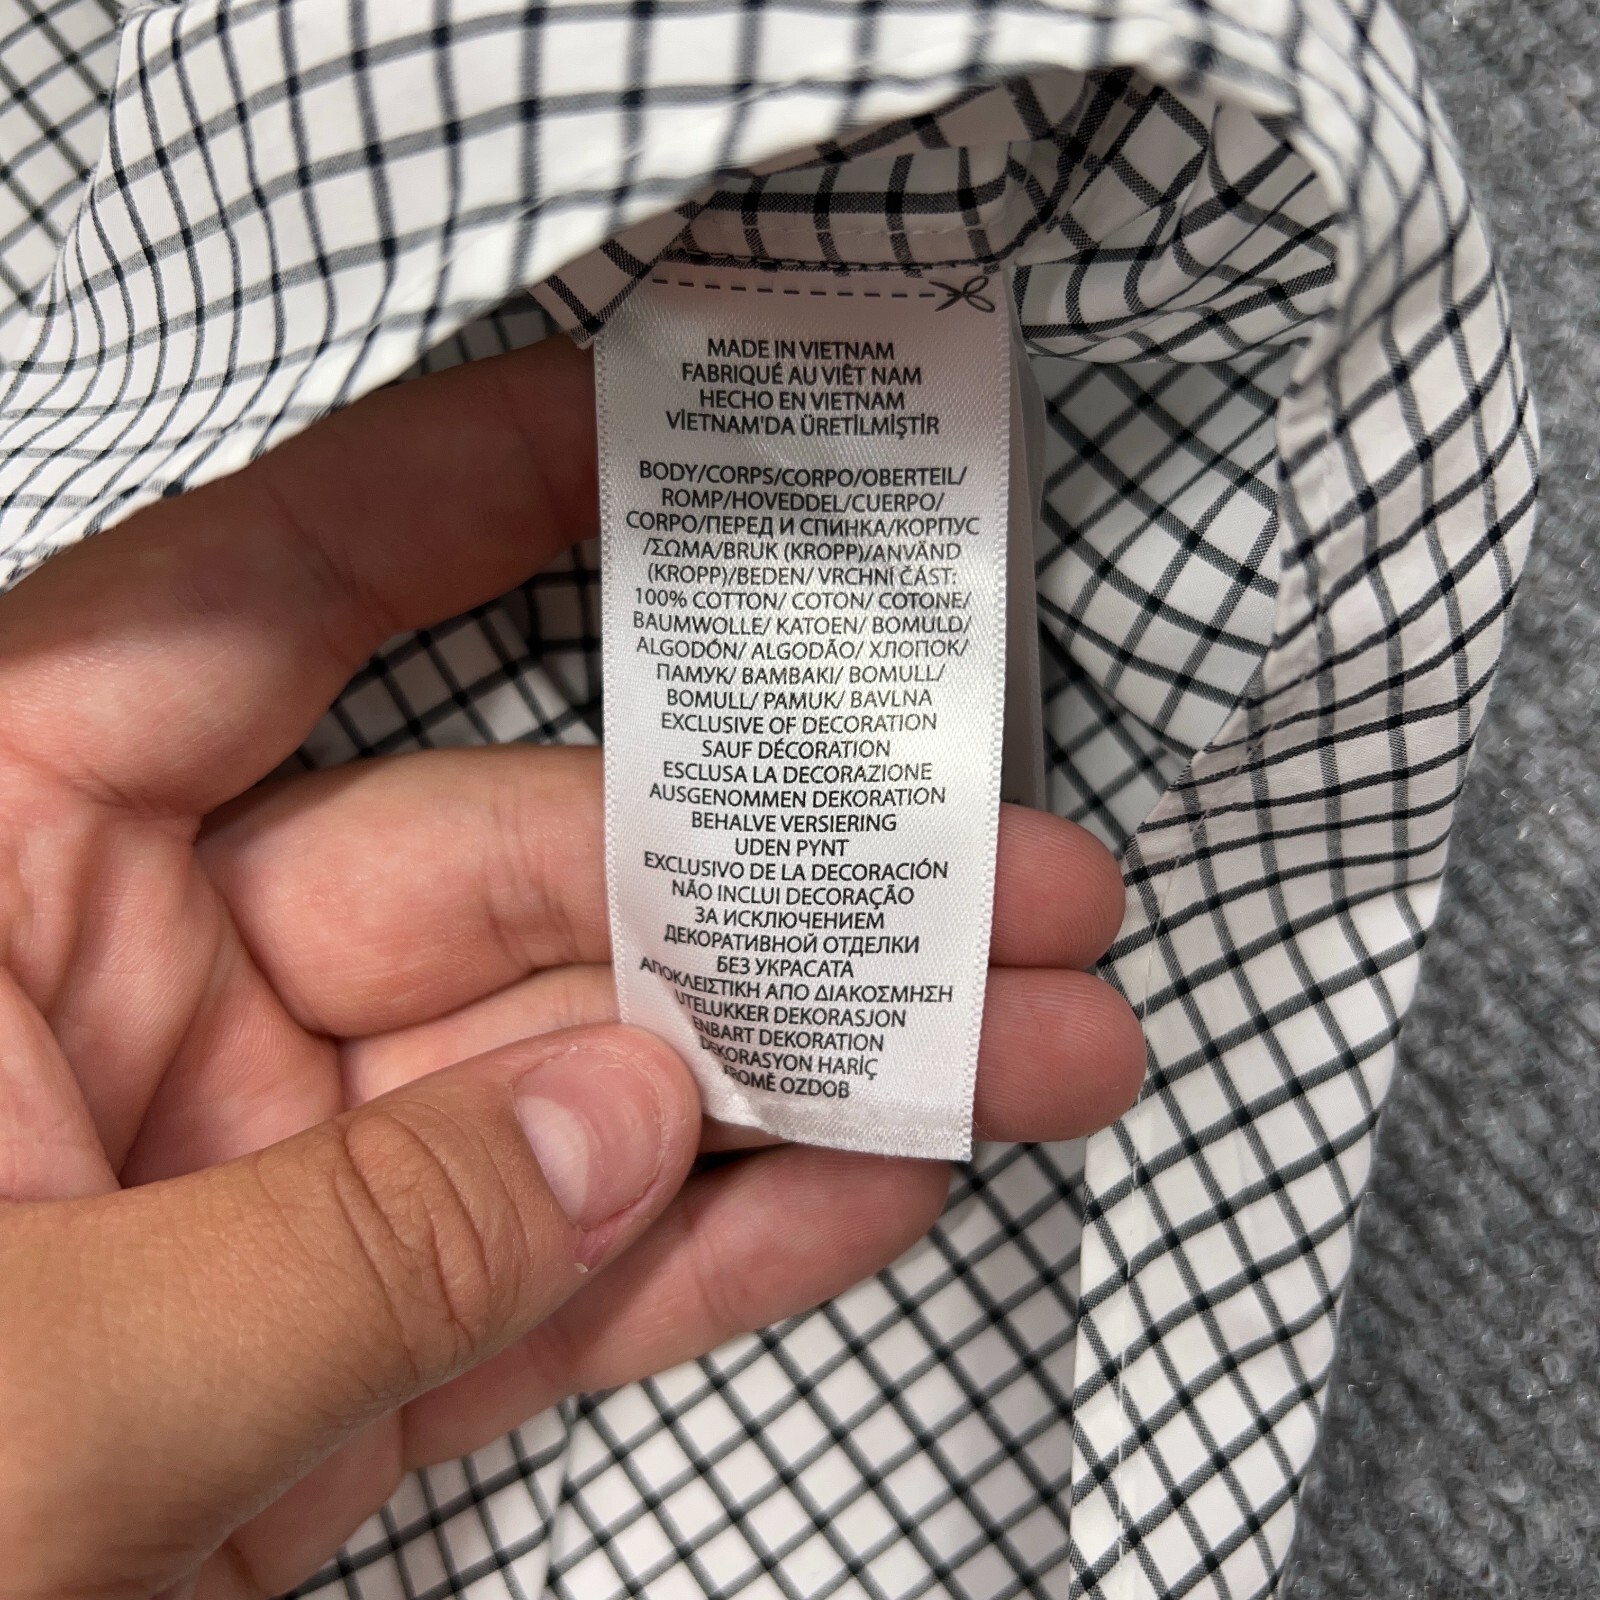 MADE IN VIETNAM
FABRIQUÉ AU VIÊT NAM
HECHO EN VIETNAM
VİETNAM'DA ÜRETİLMİŞTİR
BODY/CORPS/CORPO/OBERTEIL/
ROMP/HOVEDDEL/CUERPO/
CORPO/ПЕРЕД И СПИНКА/КОРПУС
/ΣΩΜΑ/BRUK (KROPP)/ANVÄND
(KROPP)/BEDEN/ VRCHNÍ ČÁST:
100% COTTON/ COTON/ COTONE/
BAUMWOLLE/ KATOEN/ BOMULD/
ALGODÓN/ ALGODÃO/ ХЛОПОК/
ПАМУК/ ΒΑΜΒΑΚΙ/ BOMULL/
BOMULL/ PAMUK/ BAVLNA
EXCLUSIVE OF DECORATION
SAUF DÉCORATION
ESCLUSA LA DECORAZIONE
AUSGENOMMEN DEKORATION
BEHALVE VERSIERING
UDEN PYNT
EXCLUSIVO DE LA DECORACIÓN
NÃO INCLUI DECORAÇÃO
ЗА ИСКЛЮЧЕНИЕМ
ДЕКОРАТИВНОЙ ОТДЕЛКИ
БЕЗ УКРАСАТА
ΑΠΟΚΛΕΙΣΤΙΚΗ ΑΠΟ ΔΙΑΚΟΣΜΗΣΗ
UTELUKKER DEKORASJON
ENBART DEKORATION
DEKORASYON HARİÇ
KROMĚ OZDOB